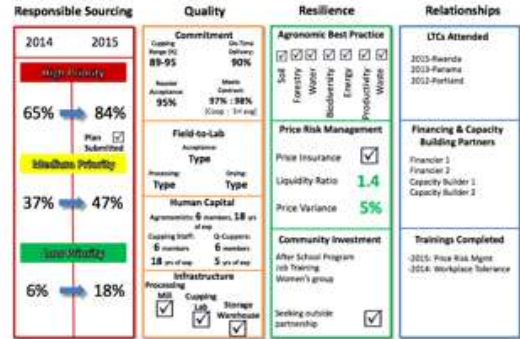 Responsible Sourcing
2014 2015
High Priority
65% 84%
Plan
Submitted
Medium Priority
37% 47%
Low Priority
6% 18%
Quality
Commitment
Cupping
Range (#): On-Time
Delivery:
89-95 90%
Roaster
Acceptance: Meets
Contract:
95% 97% : 98%
(Coop : 3rd avg)
Field-to-Lab
Acceptance:
Type
Processing: Drying:
Type Type
Human Capital
Agronomists: 6 members, 18 yrs
of exp
Cupping Staff: Q-Cuppers:
6 members 6 members
18 yrs of exp 5 yrs of exp
Infrastructure
Processing
Mill
Cupping
Lab
Storage
Warehouse
Resilience
Agronomic Best Practice
Soil
Forestry
Water
Biodiversity
Energy
Productivity
Waste
Price Risk Management
Price Insurance
Liquidity Ratio 1.4
Price Variance 5%
Community Investment
After School Program
Job Training
Women's group
Seeking outside
partnership
Relationships
LTCs Attended
2015-Rwanda
2013-Panama
2012-Portland
Financing & Capacity
Building Partners
Financier 1
Financier 2
Capacity Builder 1
Capacity Builder 2
Trainings Completed
-2015: Price Risk Mgmt
-2014: Workplace Tolerance